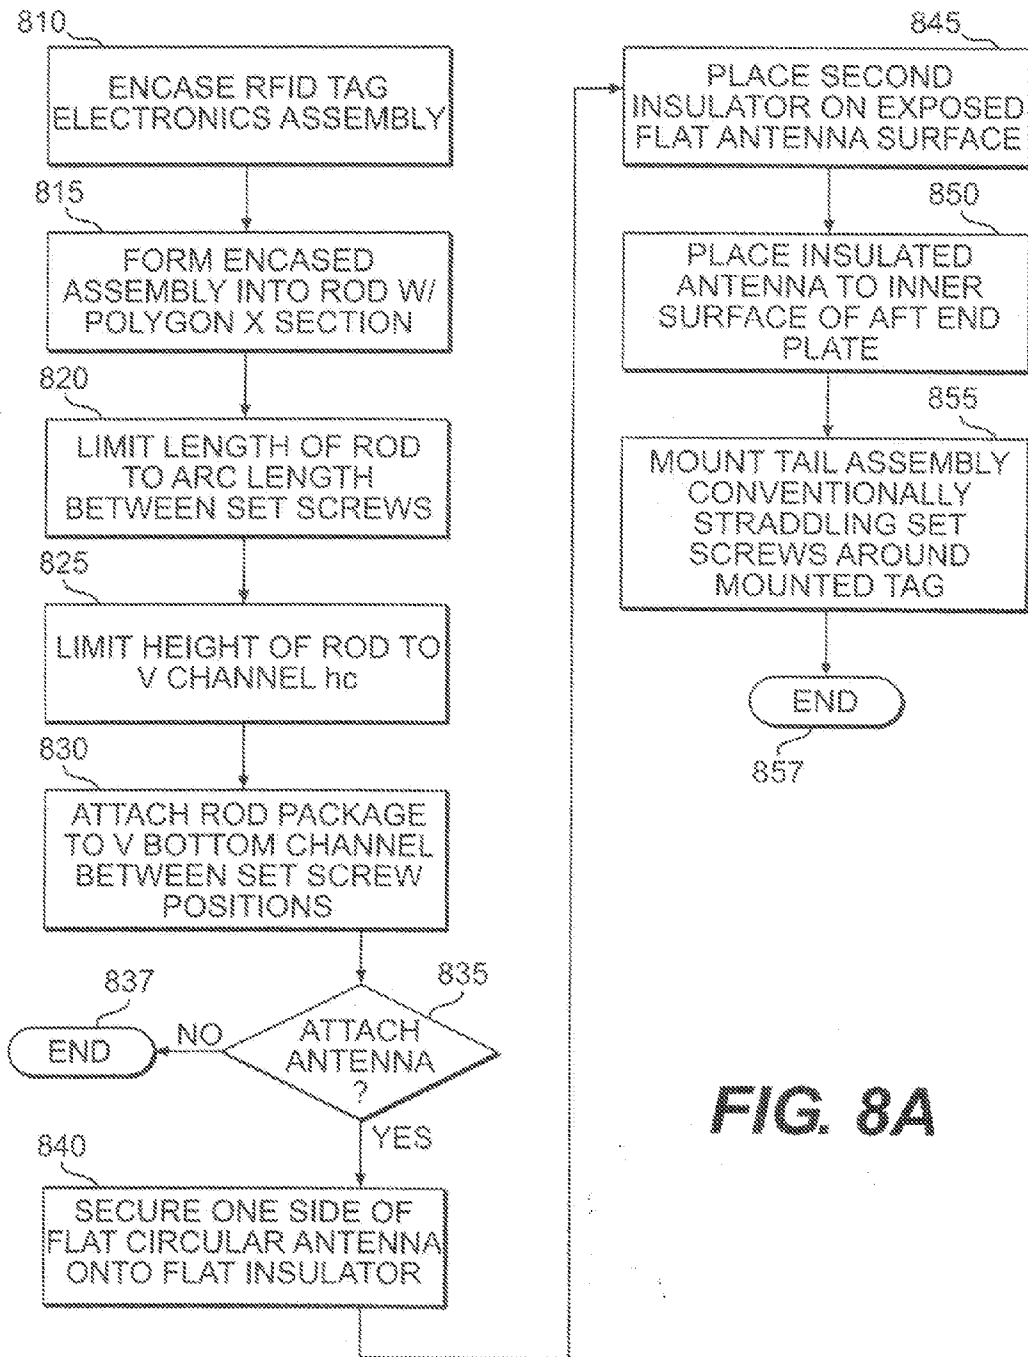 810
ENCASE RFID TAG
ELECTRONICS ASSEMBLY
815
FORM ENCASED
ASSEMBLY INTO ROD W/
POLYGON X SECTION
820
LIMIT LENGTH OF ROD
TO ARC LENGTH
BETWEEN SET SCREWS
825
LIMIT HEIGHT OF ROD TO
V CHANNEL hc
830
ATTACH ROD PACKAGE
TO V BOTTOM CHANNEL
BETWEEN SET SCREW
POSITIONS
835
ATTACH
ANTENNA
?
NO
837
END
YES
840
SECURE ONE SIDE OF
FLAT CIRCULAR ANTENNA
ONTO FLAT INSULATOR
845
PLACE SECOND
INSULATOR ON EXPOSED
FLAT ANTENNA SURFACE
850
PLACE INSULATED
ANTENNA TO INNER
SURFACE OF AFT END
PLATE
855
MOUNT TAIL ASSEMBLY
CONVENTIONALLY
STRADDLING SET
SCREWS AROUND
MOUNTED TAG
END
857
FIG. 8A